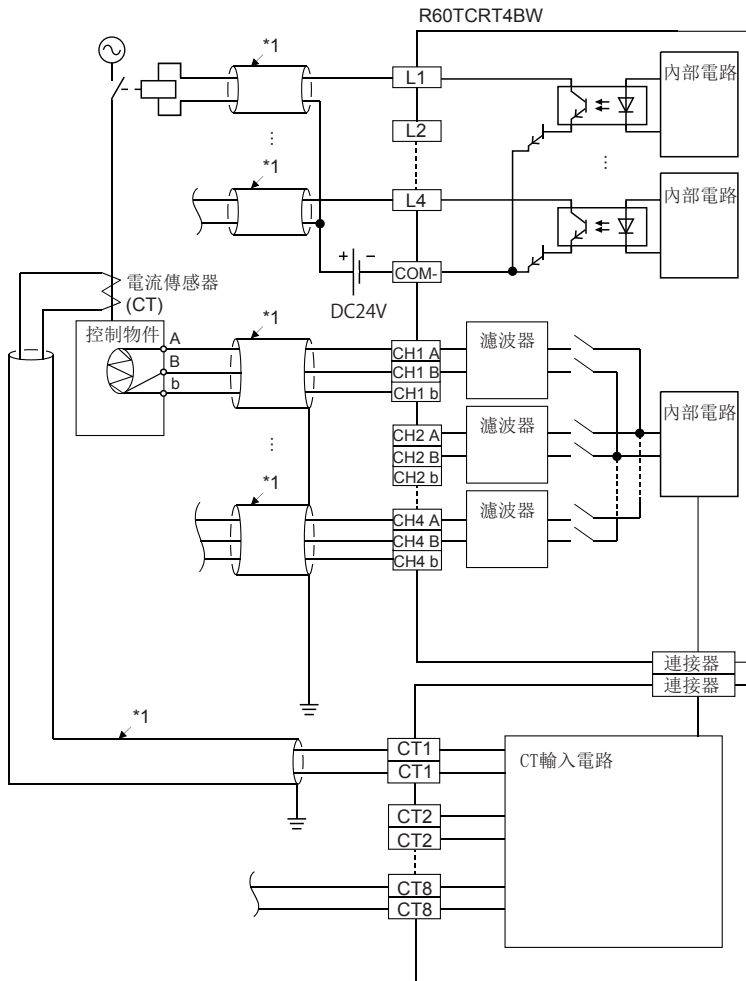 R60TCRT4BW
*1
L1
內部電路
L2
⋮
*1
⋮
內部電路
L4
+ −
COM-
DC24V
電流傳感器
(CT)
*1
控制物件
A
B
b
CH1 A
CH1 B
CH1 b
濾波器
內部電路
CH2 A
CH2 B
CH2 b
濾波器
⋮
*1
CH4 A
CH4 B
CH4 b
濾波器
連接器
連接器
*1
CT1
CT1
CT輸入電路
CT2
CT2
CT8
CT8